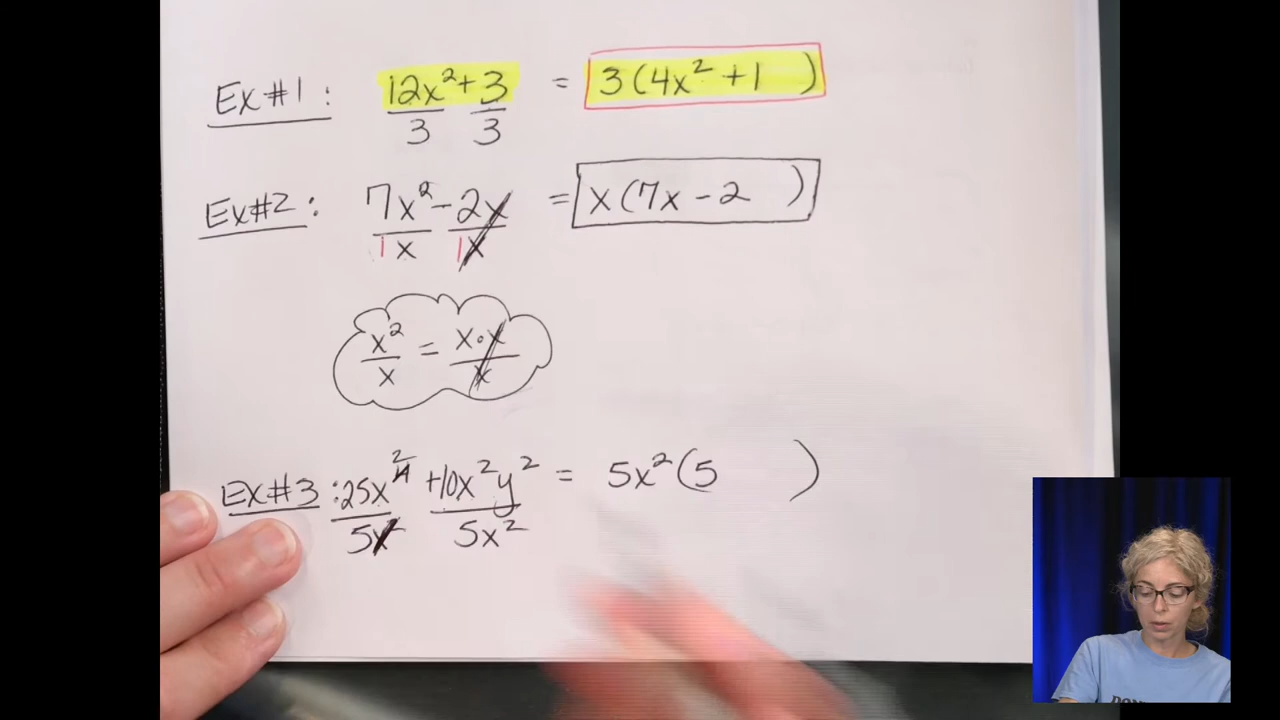 Ex #1: 12x²+3 = 3(4x²+1 )
3 3
Ex#2: 7x²-2x = x(7x-2 )
1x 1x
x² = x·x
x x
Ex#3: 25x⁴ +10x²y² = 5x²(5 )
2
5x 5x²